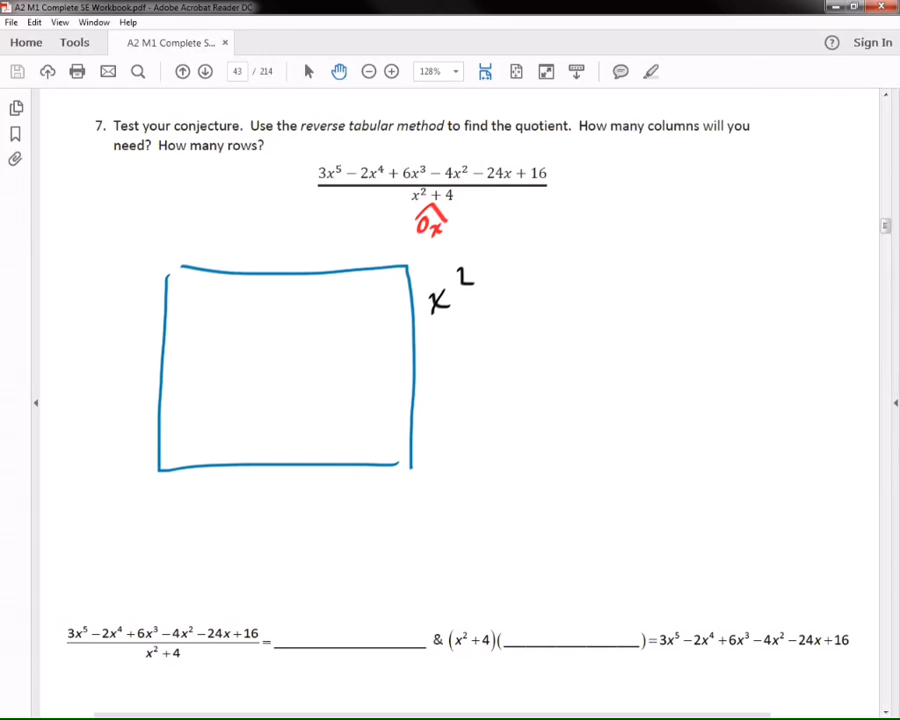 A2 M1 Complete SE Workbook.pdf - Adobe Acrobat Reader DC
File Edit View Window Help
Home Tools A2 M1 Complete S... × Sign In
43 / 214 128%
7. Test your conjecture. Use the reverse tabular method to find the quotient. How many columns will you
need? How many rows?
3x⁵ − 2x⁴ + 6x³ − 4x² − 24x + 16
x² + 4
0x
x²
3x⁵ −2x⁴ +6x³ −4x² −24x +16
x² +4
= ____________________ & (x² +4)(__________________) =3x⁵ −2x⁴ +6x³ −4x² −24x +16